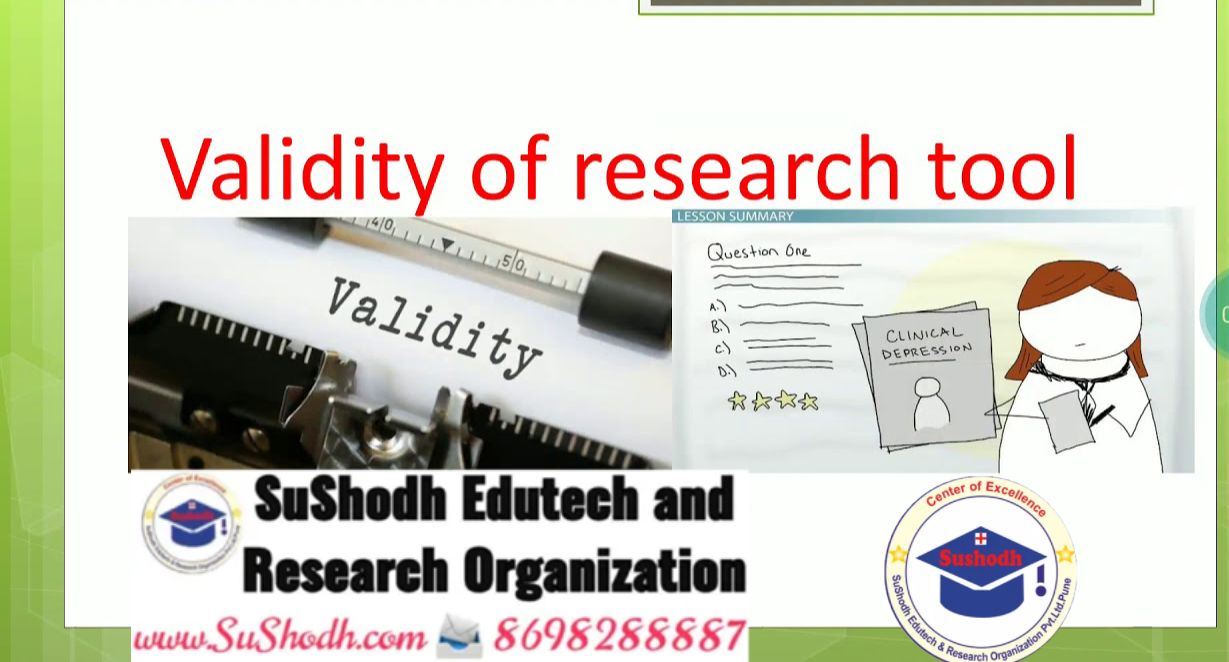 Validity of research tool
40
50
Validity
LESSON SUMMARY
Question One
A.)
B.)
C.)
D.)
CLINICAL
DEPRESSION
SuShodh Edutech and
Research Organization
www.SuShodh.com 8698288887
Center of Excellence
Sushodh
SuShodh Edutech & Research Organization Pvt.Ltd.Pune